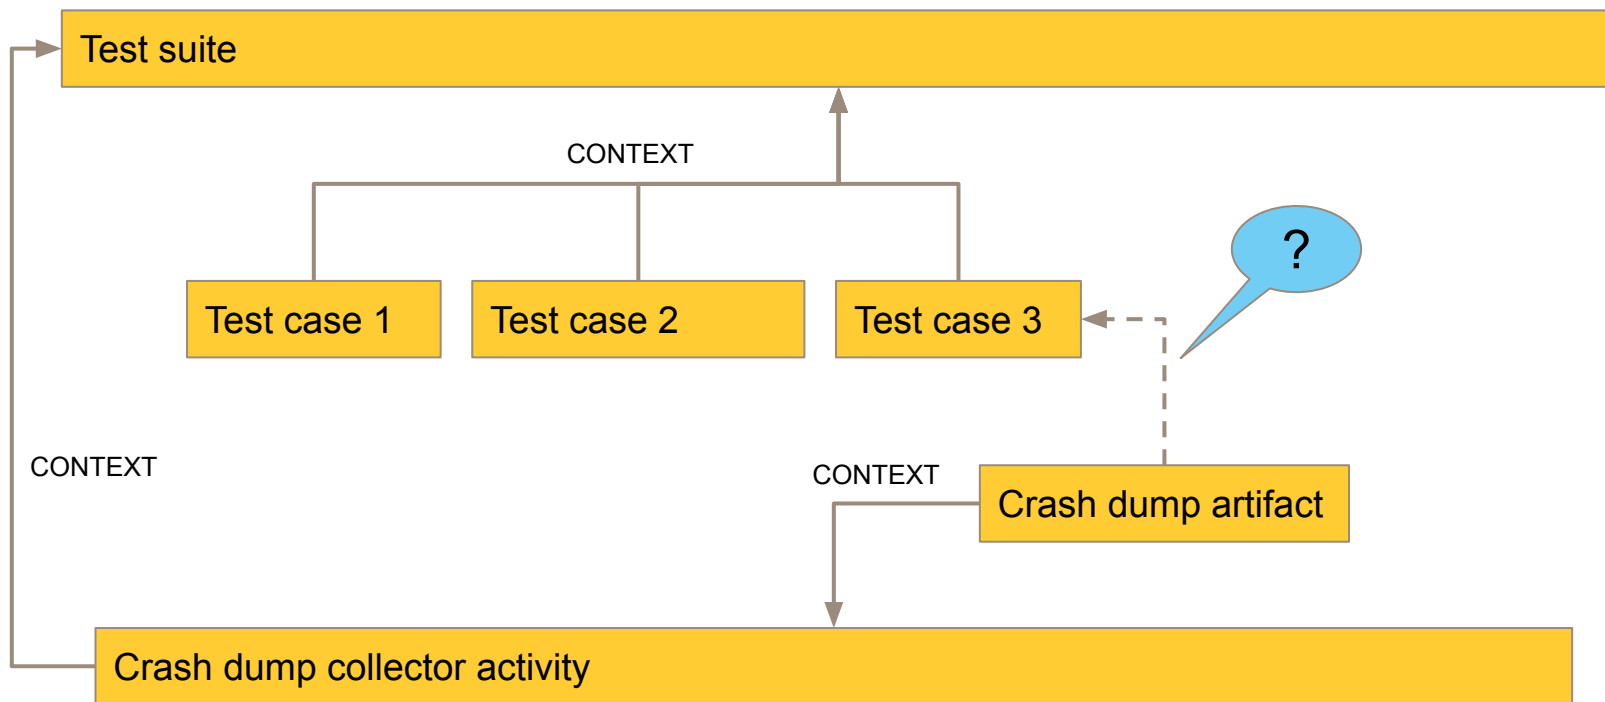 Test suite
CONTEXT
?
Test case 1
Test case 2
Test case 3
CONTEXT
CONTEXT
Crash dump artifact
Crash dump collector activity